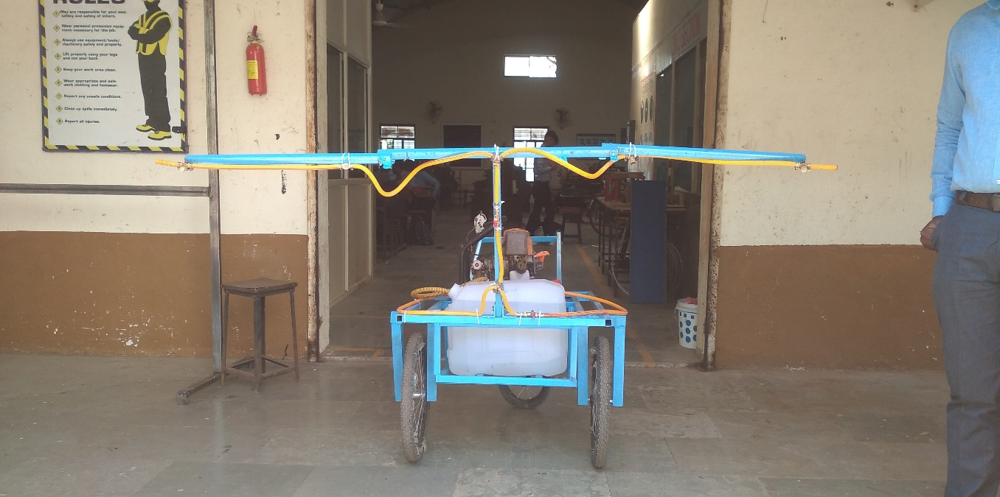 RULES
You are responsible for your own
safety and safety of others.
Wear personal protection equip-
ment necessary for the job.
Always use equipment/tools/
machinery safely and properly.
Lift properly using your legs
and not your back.
Keep your work area clean.
Wear appropriate and safe
work clothing and footwear.
Report any unsafe conditions.
Clean up spills immediately.
Report all injuries.